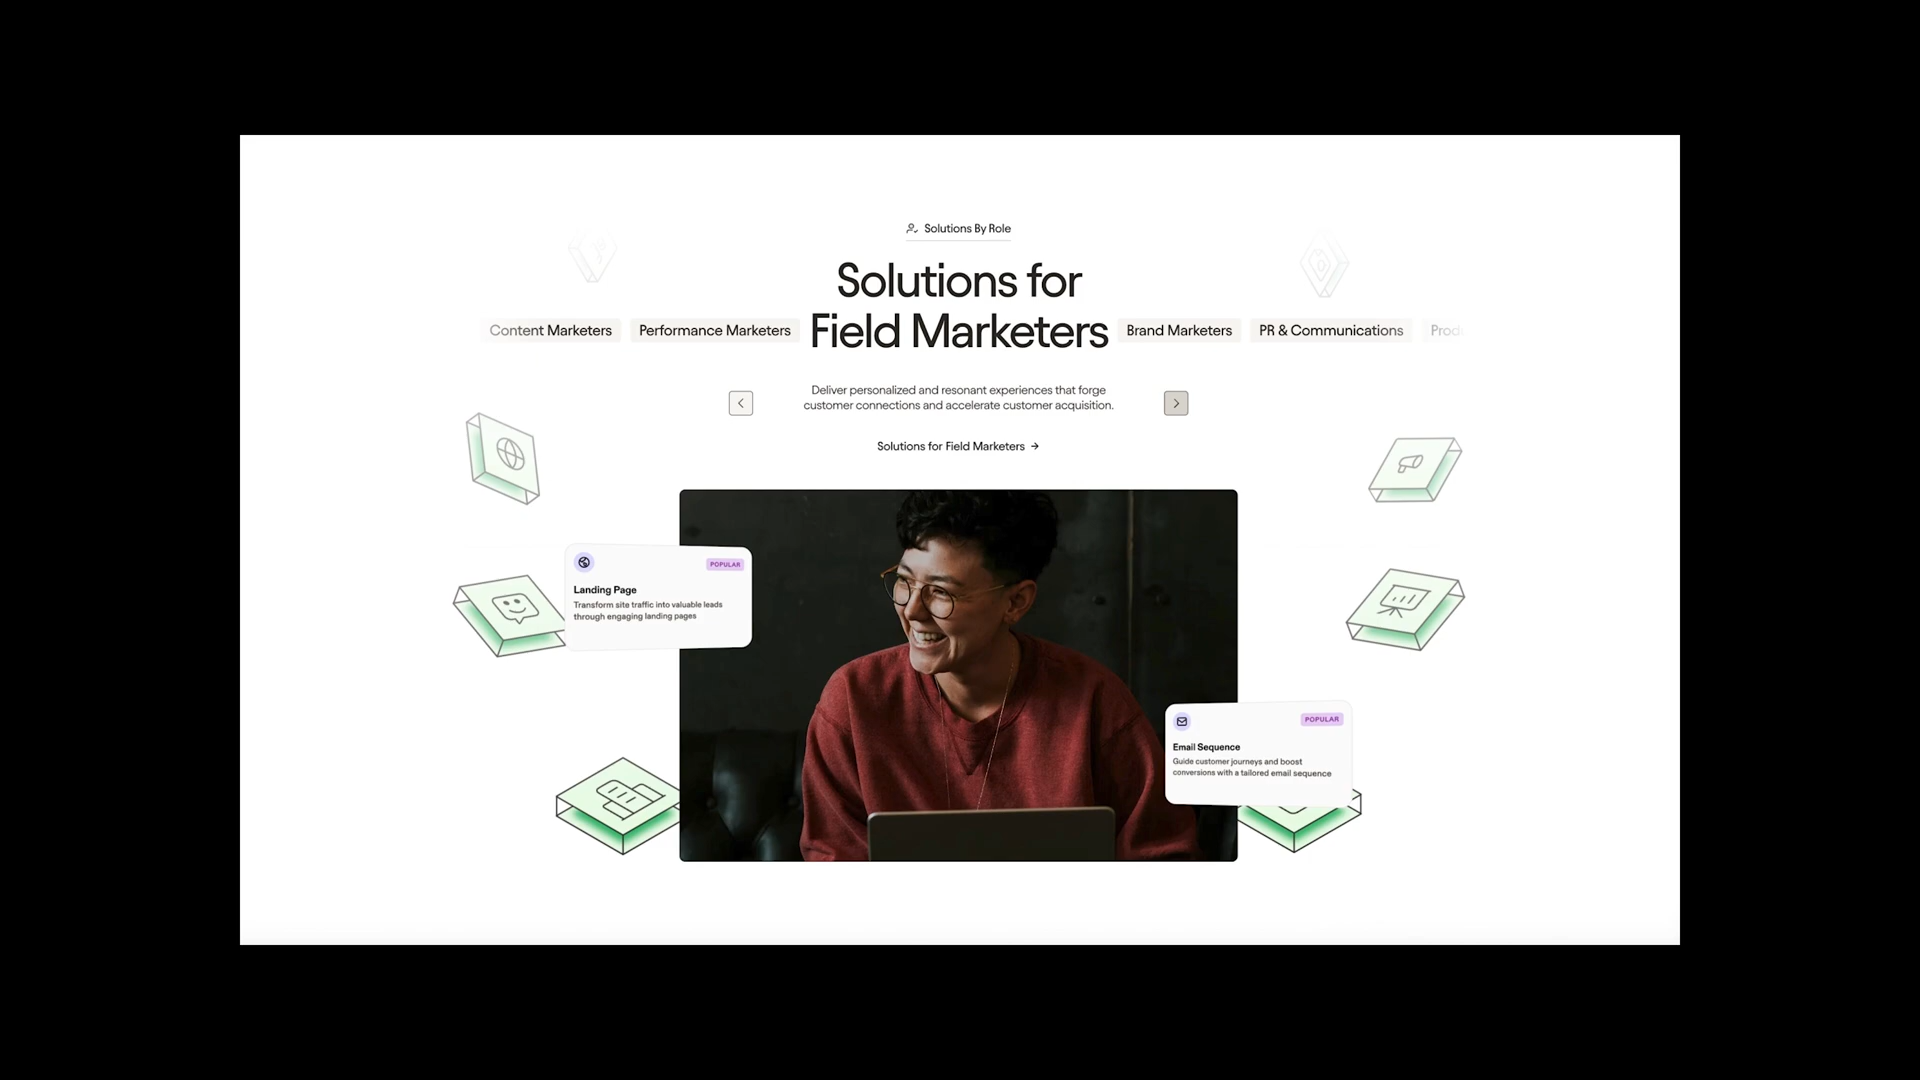 Solutions By Role
Solutions for
Content Marketers
Performance Marketers
Field Marketers
Brand Marketers
PR & Communications
Deliver personalized and resonant experiences that forge
customer connections and accelerate customer acquisition.
Solutions for Field Marketers →
POPULAR
Landing Page
Transform site traffic into valuable leads
through engaging landing pages
POPULAR
Email Sequence
Guide customer journeys and boost
conversions with a tailored email sequence